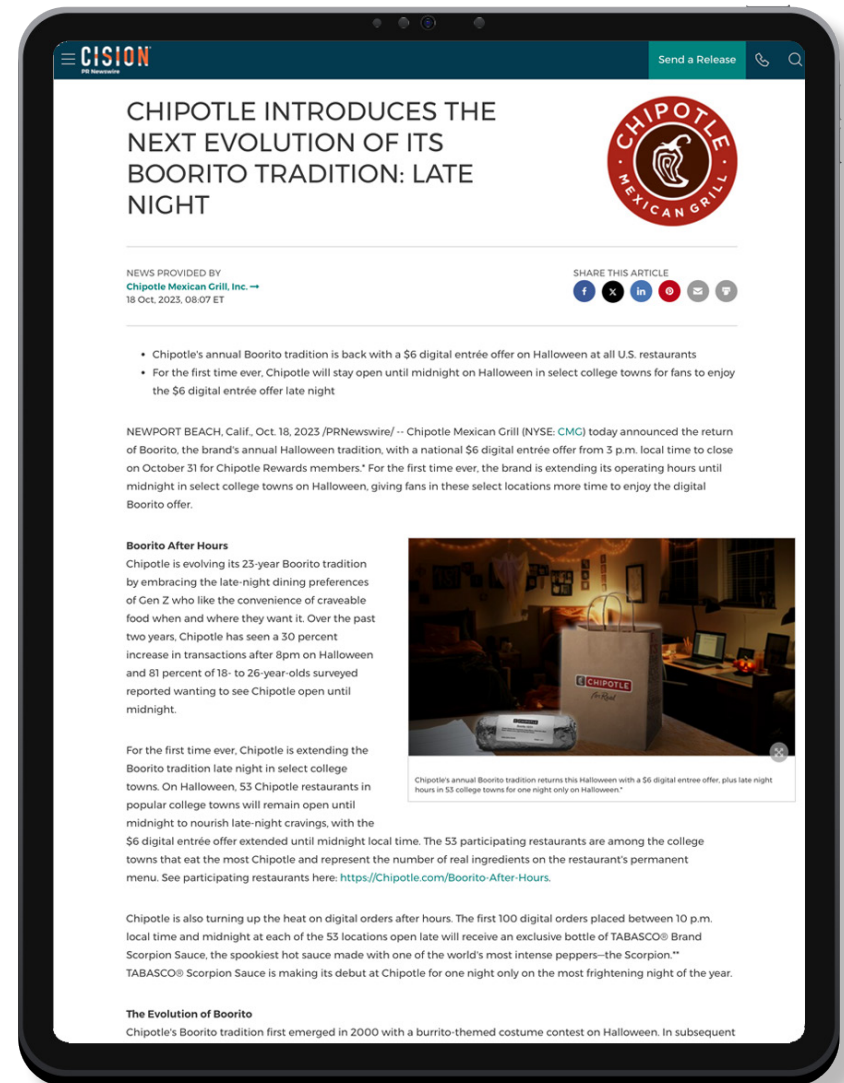 CISION
PR Newswire
Send a Release
CHIPOTLE INTRODUCES THE
NEXT EVOLUTION OF ITS
BOORITO TRADITION: LATE
NIGHT
CHIPOTLE
MEXICAN GRILL
NEWS PROVIDED BY
Chipotle Mexican Grill, Inc. →
18 Oct, 2023, 08:07 ET
SHARE THIS ARTICLE
• Chipotle's annual Boorito tradition is back with a $6 digital entrée offer on Halloween at all U.S. restaurants
• For the first time ever, Chipotle will stay open until midnight on Halloween in select college towns for fans to enjoy
the $6 digital entrée offer late night
NEWPORT BEACH, Calif., Oct. 18, 2023 /PRNewswire/ -- Chipotle Mexican Grill (NYSE: CMG) today announced the return
of Boorito, the brand's annual Halloween tradition, with a national $6 digital entrée offer from 3 p.m. local time to close
on October 31 for Chipotle Rewards members.* For the first time ever, the brand is extending its operating hours until
midnight in select college towns on Halloween, giving fans in these select locations more time to enjoy the digital
Boorito offer.
Boorito After Hours
Chipotle is evolving its 23-year Boorito tradition
by embracing the late-night dining preferences
of Gen Z who like the convenience of craveable
food when and where they want it. Over the past
two years, Chipotle has seen a 30 percent
increase in transactions after 8pm on Halloween
and 81 percent of 18- to 26-year-olds surveyed
reported wanting to see Chipotle open until
midnight.
CHIPOTLE
for Real
CHIPOTLE
Chipotle's annual Boorito tradition returns this Halloween with a $6 digital entree offer, plus late night
hours in 53 college towns for one night only on Halloween.*
For the first time ever, Chipotle is extending the
Boorito tradition late night in select college
towns. On Halloween, 53 Chipotle restaurants in
popular college towns will remain open until
midnight to nourish late-night cravings, with the
$6 digital entrée offer extended until midnight local time. The 53 participating restaurants are among the college
towns that eat the most Chipotle and represent the number of real ingredients on the restaurant's permanent
menu. See participating restaurants here: https://Chipotle.com/Boorito-After-Hours.
Chipotle is also turning up the heat on digital orders after hours. The first 100 digital orders placed between 10 p.m.
local time and midnight at each of the 53 locations open late will receive an exclusive bottle of TABASCO® Brand
Scorpion Sauce, the spookiest hot sauce made with one of the world's most intense peppers—the Scorpion.**
TABASCO® Scorpion Sauce is making its debut at Chipotle for one night only on the most frightening night of the year.
The Evolution of Boorito
Chipotle's Boorito tradition first emerged in 2000 with a burrito-themed costume contest on Halloween. In subsequent